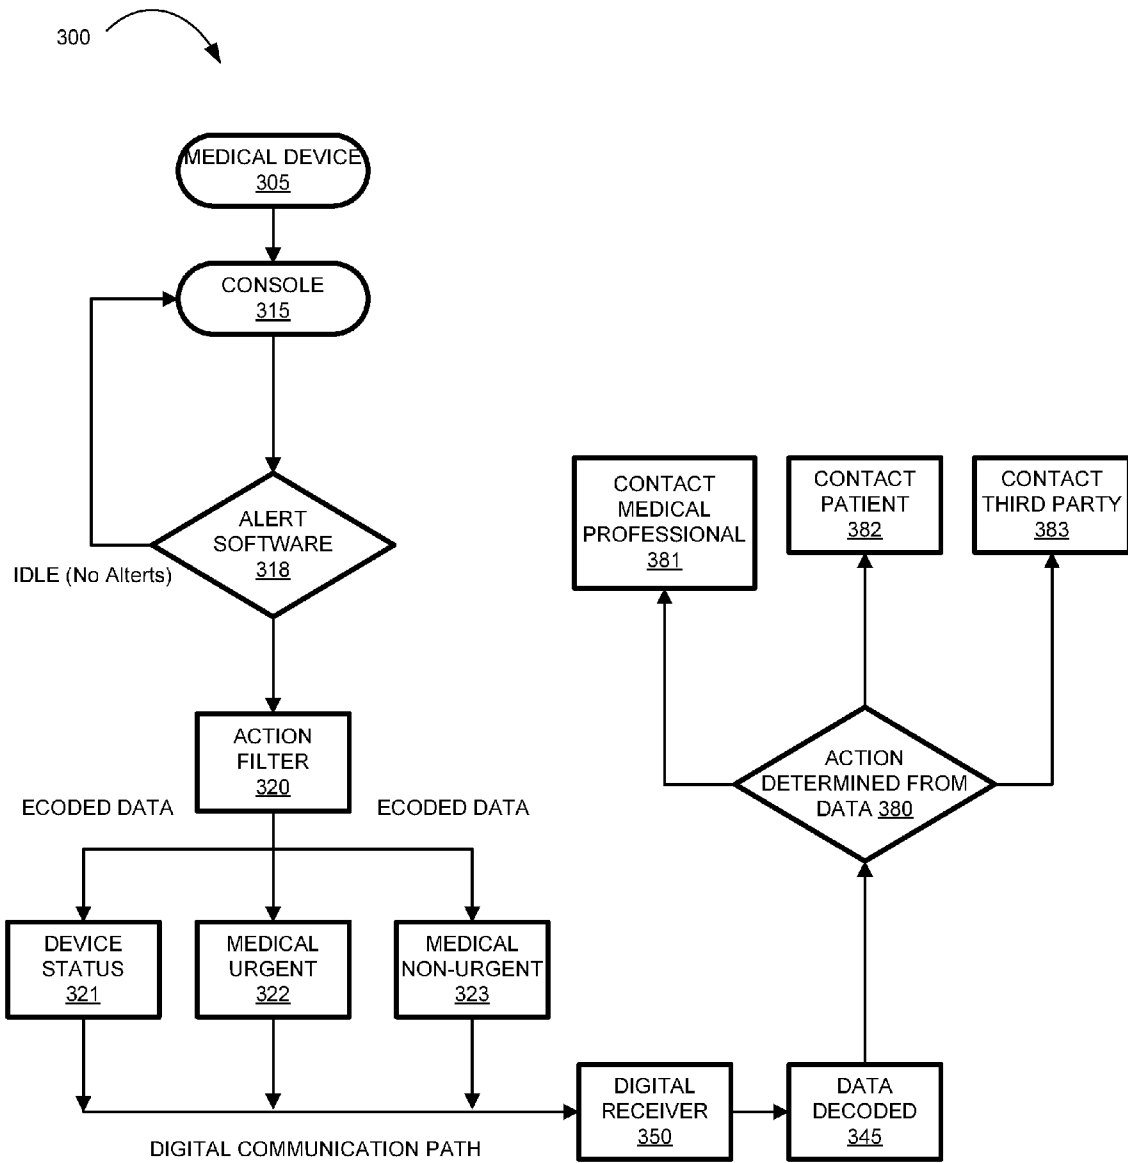 300
MEDICAL DEVICE
305
CONSOLE
315
ALERT
SOFTWARE
318
IDLE (No Alterts)
ACTION
FILTER
320
ECODED DATA
ECODED DATA
DEVICE
STATUS
321
MEDICAL
URGENT
322
MEDICAL
NON-URGENT
323
DIGITAL COMMUNICATION PATH
DIGITAL
RECEIVER
350
DATA
DECODED
345
ACTION
DETERMINED FROM
DATA 380
CONTACT
MEDICAL
PROFESSIONAL
381
CONTACT
PATIENT
382
CONTACT
THIRD PARTY
383